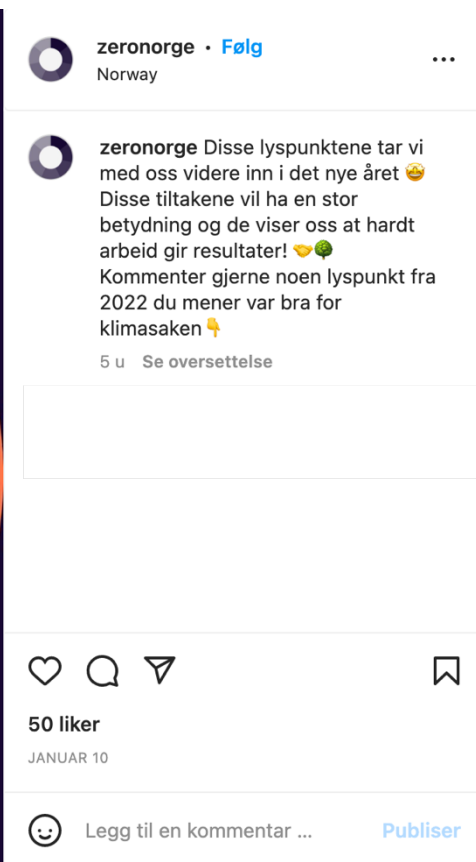 zeronorge • Følg
Norway
zeronorge Disse lyspunktene tar vi
med oss videre inn i det nye året 🤩
Disse tiltakene vil ha en stor
betydning og de viser oss at hardt
arbeid gir resultater! 🤝🌳
Kommenter gjerne noen lyspunkt fra
2022 du mener var bra for
klimasaken👇
5 u Se oversettelse
50 liker
JANUAR 10
Legg til en kommentar ... Publiser